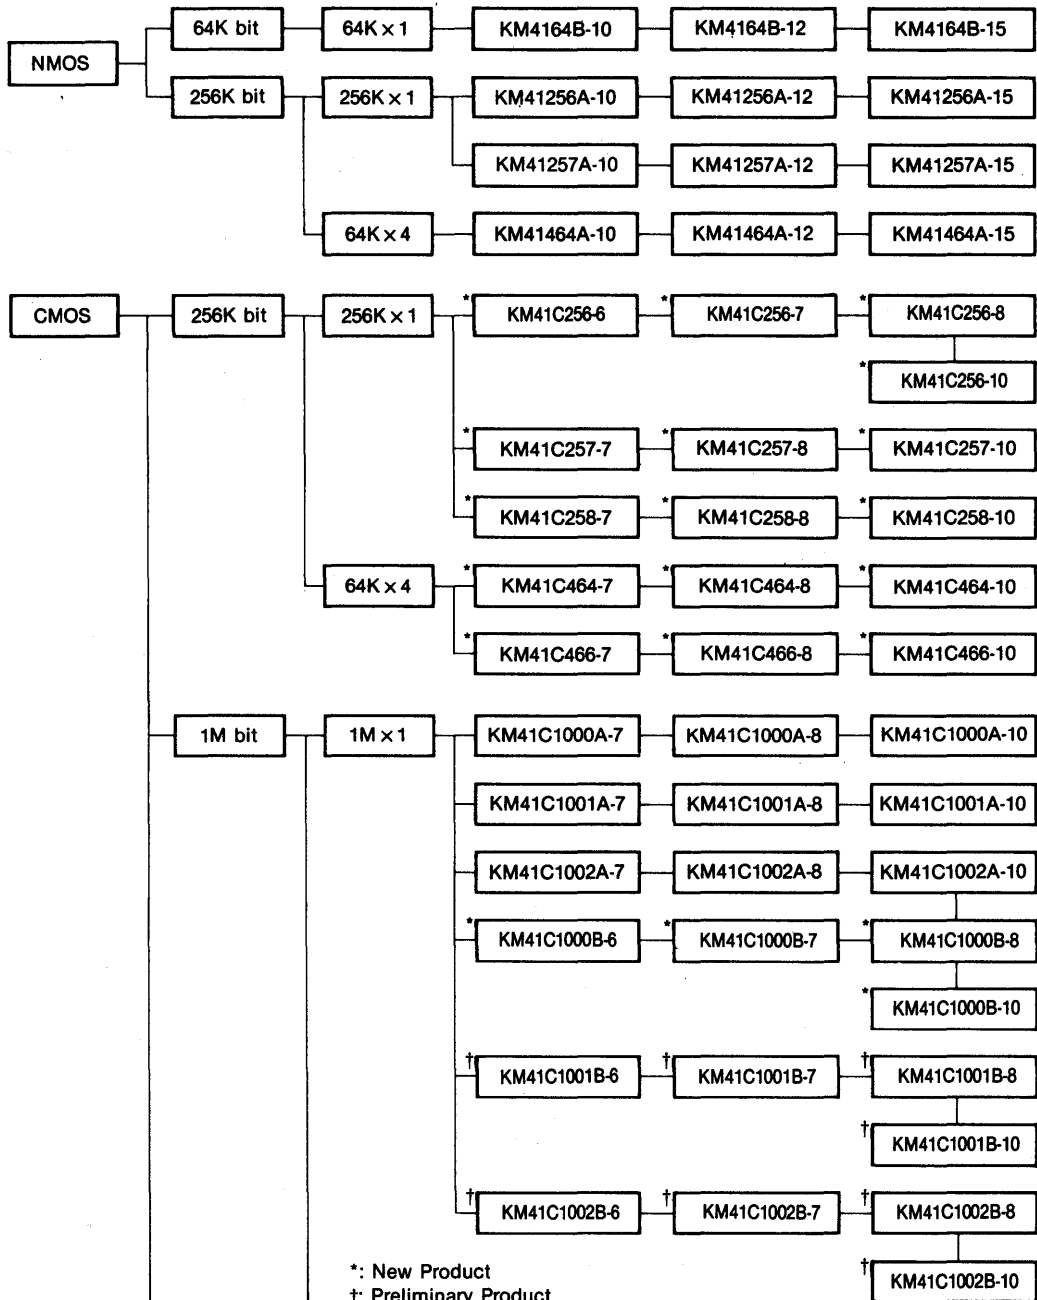 64K bit 64K × 1 KM4164B-10 KM4164B-12 KM4164B-15
NMOS
256K bit 256K × 1 KM41256A-10 KM41256A-12 KM41256A-15
KM41257A-10 KM41257A-12 KM41257A-15
64K × 4 KM41464A-10 KM41464A-12 KM41464A-15
CMOS 256K bit 256K × 1 * KM41C256-6 * KM41C256-7 * KM41C256-8
* KM41C256-10
* KM41C257-7 * KM41C257-8 * KM41C257-10
* KM41C258-7 * KM41C258-8 * KM41C258-10
64K × 4 * KM41C464-7 * KM41C464-8 * KM41C464-10
* KM41C466-7 * KM41C466-8 * KM41C466-10
1M bit 1M × 1 KM41C1000A-7 KM41C1000A-8 KM41C1000A-10
KM41C1001A-7 KM41C1001A-8 KM41C1001A-10
KM41C1002A-7 KM41C1002A-8 KM41C1002A-10
* KM41C1000B-6 * KM41C1000B-7 * KM41C1000B-8
* KM41C1000B-10
† KM41C1001B-6 † KM41C1001B-7 † KM41C1001B-8
† KM41C1001B-10
† KM41C1002B-6 † KM41C1002B-7 † KM41C1002B-8
† KM41C1002B-10
*: New Product
†: Preliminary Product